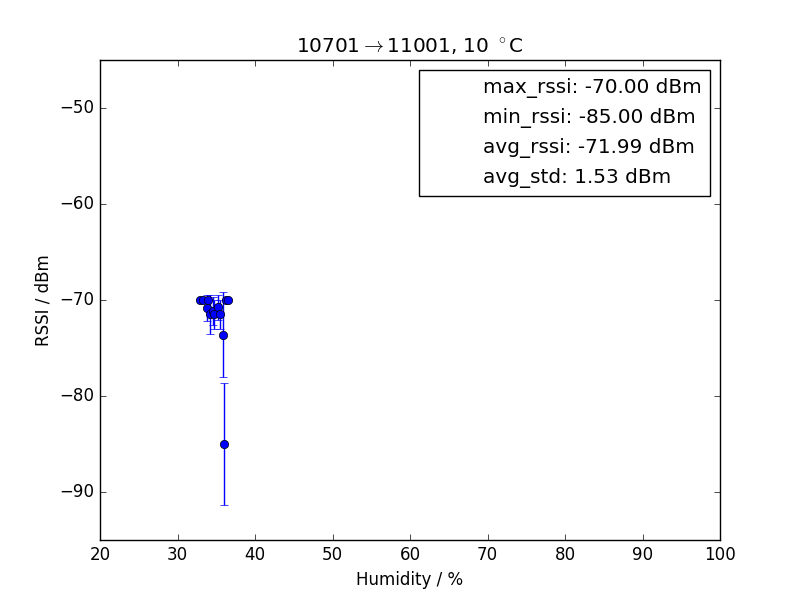 10701→11001, 10 °C
max_rssi: -70.00 dBm
min_rssi: -85.00 dBm
avg_rssi: -71.99 dBm
avg_std: 1.53 dBm
RSSI / dBm
−50
−60
−70
−80
−90
20 30 40 50 60 70 80 90 100
Humidity / %